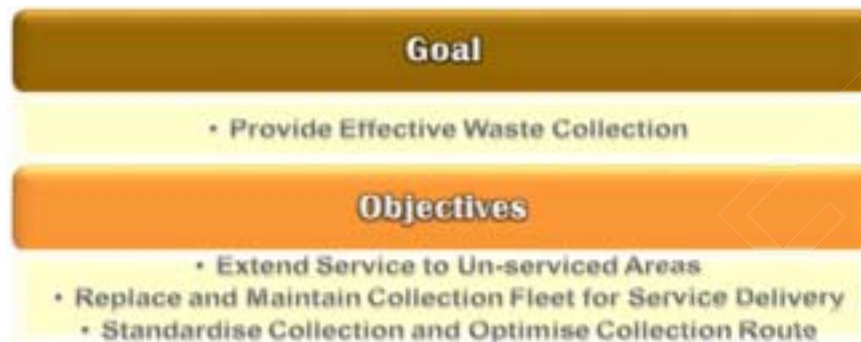 Goal
• Provide Effective Waste Collection
Objectives
• Extend Service to Un-serviced Areas
• Replace and Maintain Collection Fleet for Service Delivery
• Standardise Collection and Optimise Collection Route